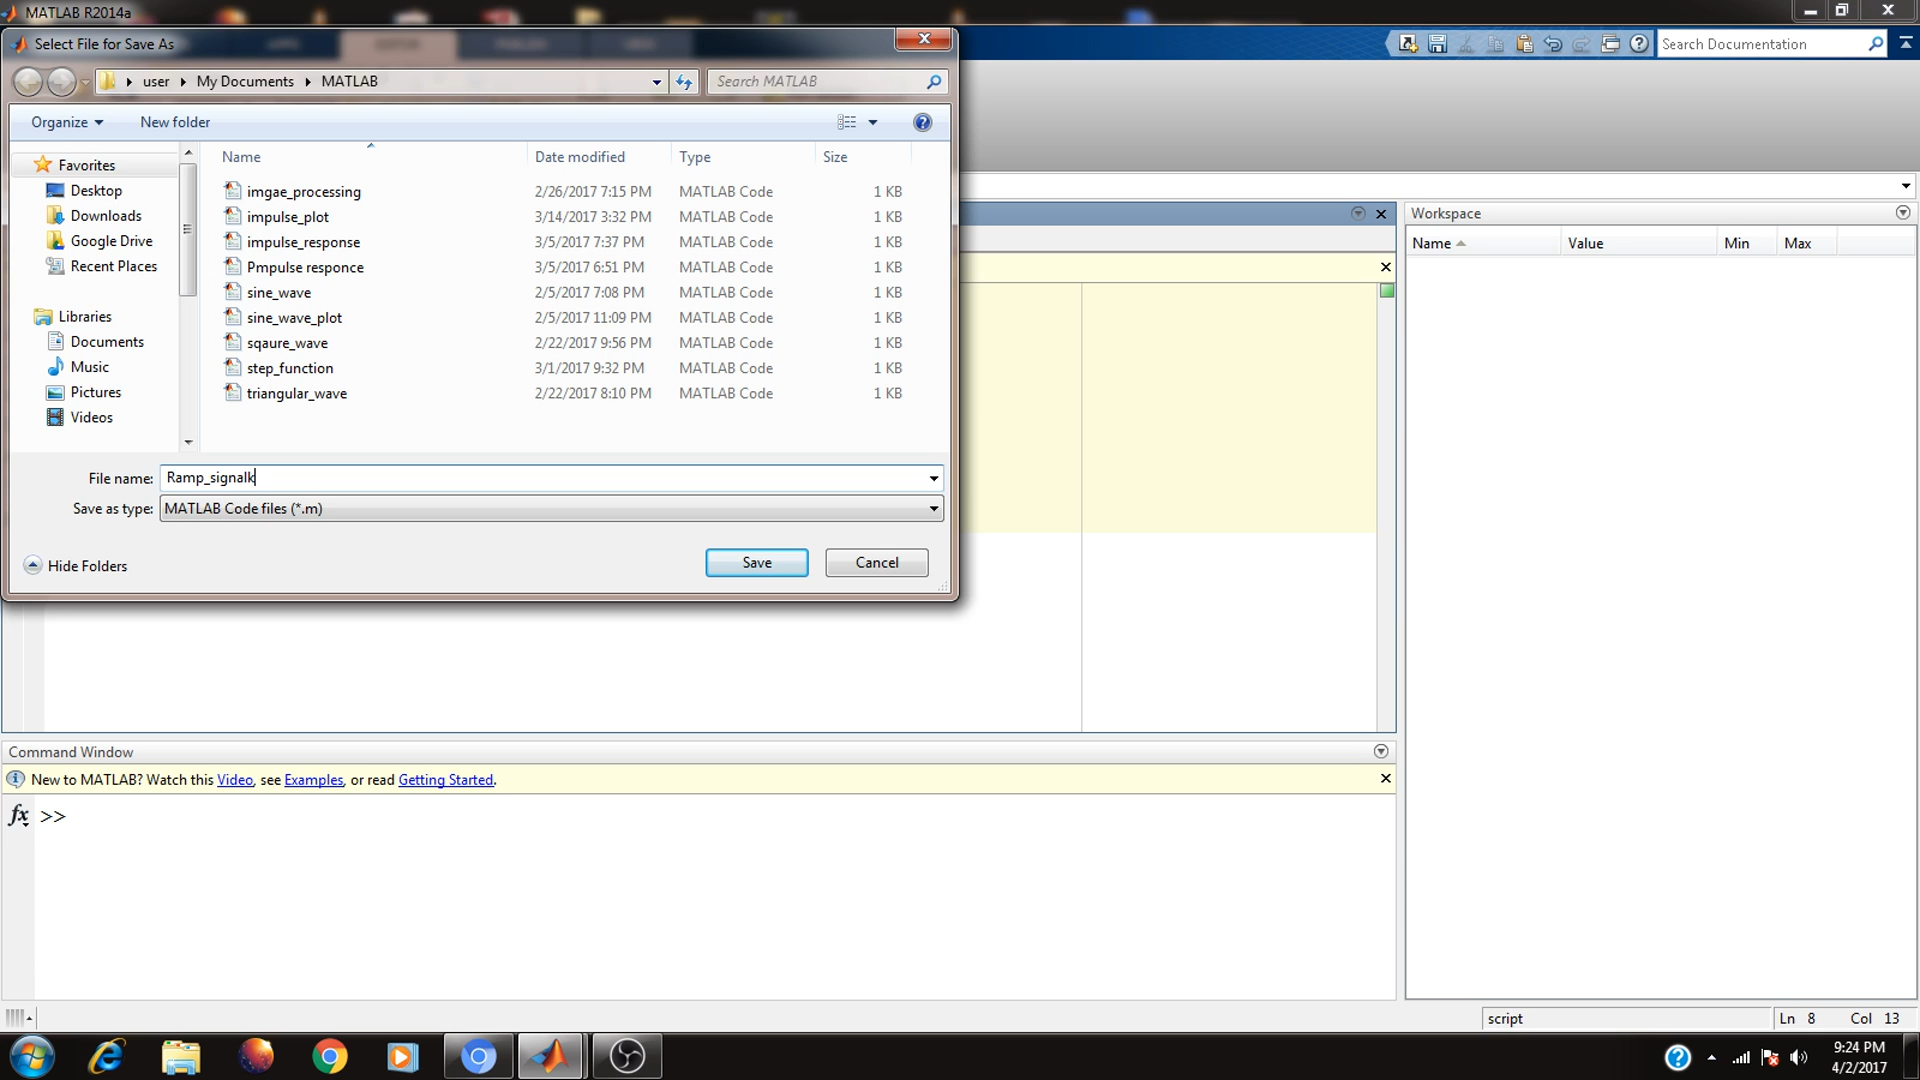 MATLAB R2014a
Select File for Save As
user ▸ My Documents ▸ MATLAB
Search MATLAB
Search Documentation
Organize
New folder
Name
Date modified
Type
Size
Favorites
Desktop
Downloads
Google Drive
Recent Places
Libraries
Documents
Music
Pictures
Videos
imgae_processing 2/26/2017 7:15 PM MATLAB Code 1 KB
impulse_plot 3/14/2017 3:32 PM MATLAB Code 1 KB
impulse_response 3/5/2017 7:37 PM MATLAB Code 1 KB
Pmpulse responce 3/5/2017 6:51 PM MATLAB Code 1 KB
sine_wave 2/5/2017 7:08 PM MATLAB Code 1 KB
sine_wave_plot 2/5/2017 11:09 PM MATLAB Code 1 KB
sqaure_wave 2/22/2017 9:56 PM MATLAB Code 1 KB
step_function 3/1/2017 9:32 PM MATLAB Code 1 KB
triangular_wave 2/22/2017 8:10 PM MATLAB Code 1 KB
File name: Ramp_signalk
Save as type: MATLAB Code files (*.m)
Hide Folders
Save
Cancel
Workspace
Name Value Min Max
Command Window
New to MATLAB? Watch this Video, see Examples, or read Getting Started.
fx >>
script
Ln 8 Col 13
9:24 PM
4/2/2017